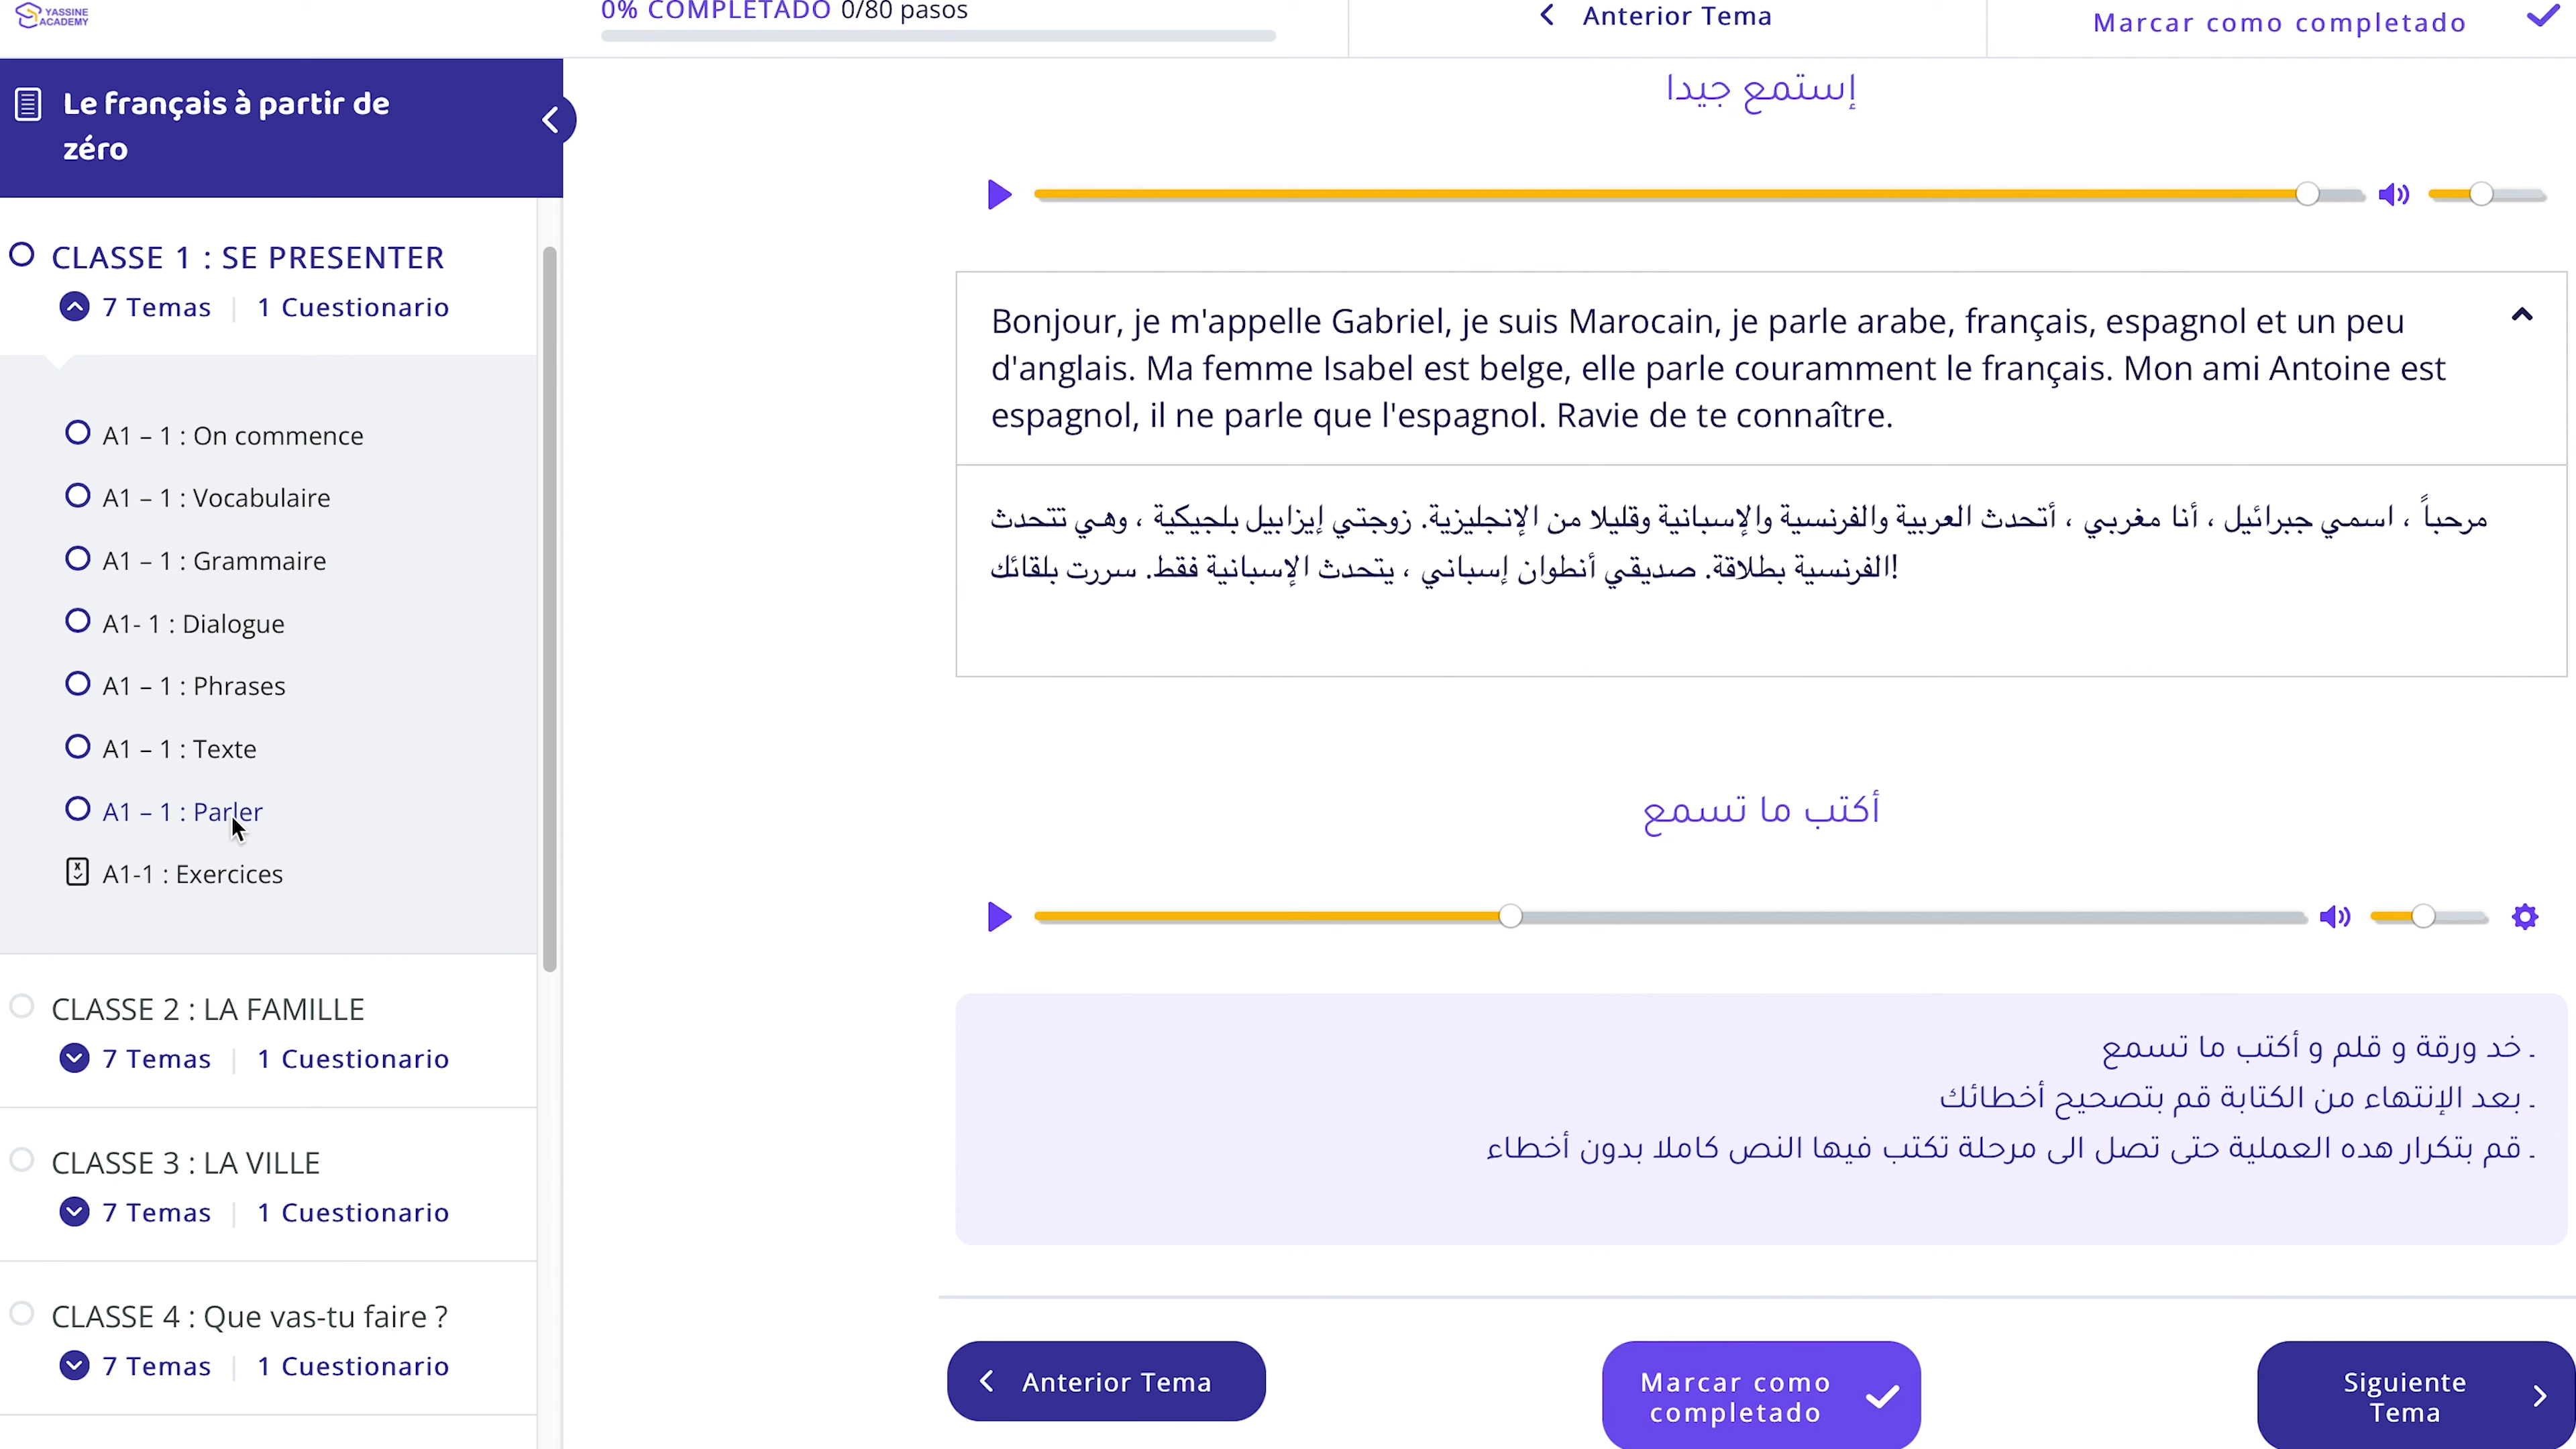 YASSINE
ACADEMY
0% COMPLETADO 0/80 pasos
Anterior Tema
Marcar como completado
Le français à partir de
zéro
CLASSE 1 : SE PRESENTER
7 Temas | 1 Cuestionario
A1 – 1 : On commence
A1 – 1 : Vocabulaire
A1 – 1 : Grammaire
A1- 1 : Dialogue
A1 – 1 : Phrases
A1 – 1 : Texte
A1 – 1 : Parler
A1-1 : Exercices
CLASSE 2 : LA FAMILLE
7 Temas | 1 Cuestionario
CLASSE 3 : LA VILLE
7 Temas | 1 Cuestionario
CLASSE 4 : Que vas-tu faire ?
7 Temas | 1 Cuestionario
إستمع جيدا
Bonjour, je m'appelle Gabriel, je suis Marocain, je parle arabe, français, espagnol et un peu
d'anglais. Ma femme Isabel est belge, elle parle couramment le français. Mon ami Antoine est
espagnol, il ne parle que l'espagnol. Ravie de te connaître.
مرحباً ، اسمي جبرائيل ، أنا مغربي ، أتحدث العربية والفرنسية والإسبانية وقليلا من الإنجليزية. زوجتي إيزابيل بلجيكية ، وهي تتحدث
الفرنسية بطلاقة. صديقي أنطوان إسباني ، يتحدث الإسبانية فقط. سررت بلقائك!
أكتب ما تسمع
. خد ورقة و قلم و أكتب ما تسمع
. بعد الإنتهاء من الكتابة قم بتصحيح أخطائك
. قم بتكرار هده العملية حتى تصل الى مرحلة تكتب فيها النص كاملا بدون أخطاء
Anterior Tema
Marcar como
completado
Siguiente
Tema